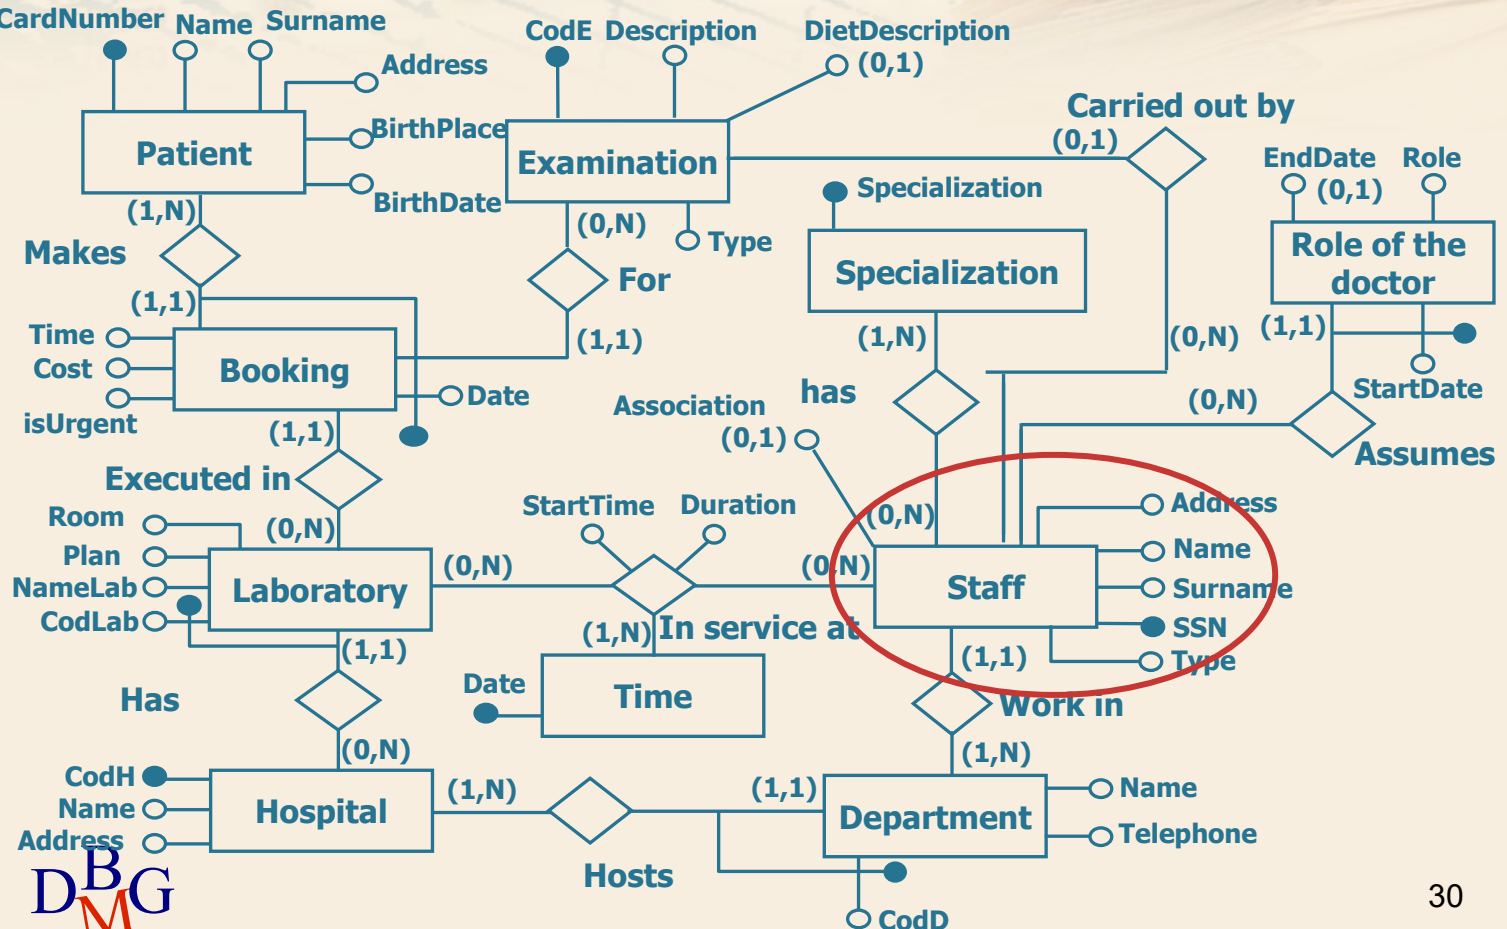 CardNumber
Name
Surname
Address
BirthPlace
BirthDate
Patient
(1,N)
Makes
(1,1)
CodE
Description
DietDescription
(0,1)
Examination
(0,N)
Type
For
(1,1)
Carried out by
(0,1)
(0,N)
Specialization
Specialization
(1,N)
has
(0,N)
EndDate
(0,1)
Role
Role of the
doctor
(1,1)
StartDate
(0,N)
Assumes
Time
Cost
isUrgent
Booking
Date
(1,1)
Executed in
(0,N)
Association
(0,1)
Room
Plan
NameLab
CodLab
Laboratory
(0,N)
StartTime
Duration
(0,N)
In service at
(1,N)
Date
Time
Staff
Address
Name
Surname
SSN
Type
(1,1)
Work in
(1,N)
(1,1)
Has
(0,N)
CodH
Name
Address
Hospital
(1,N)
Hosts
(1,1)
Department
Name
Telephone
CodD
DBMG
30